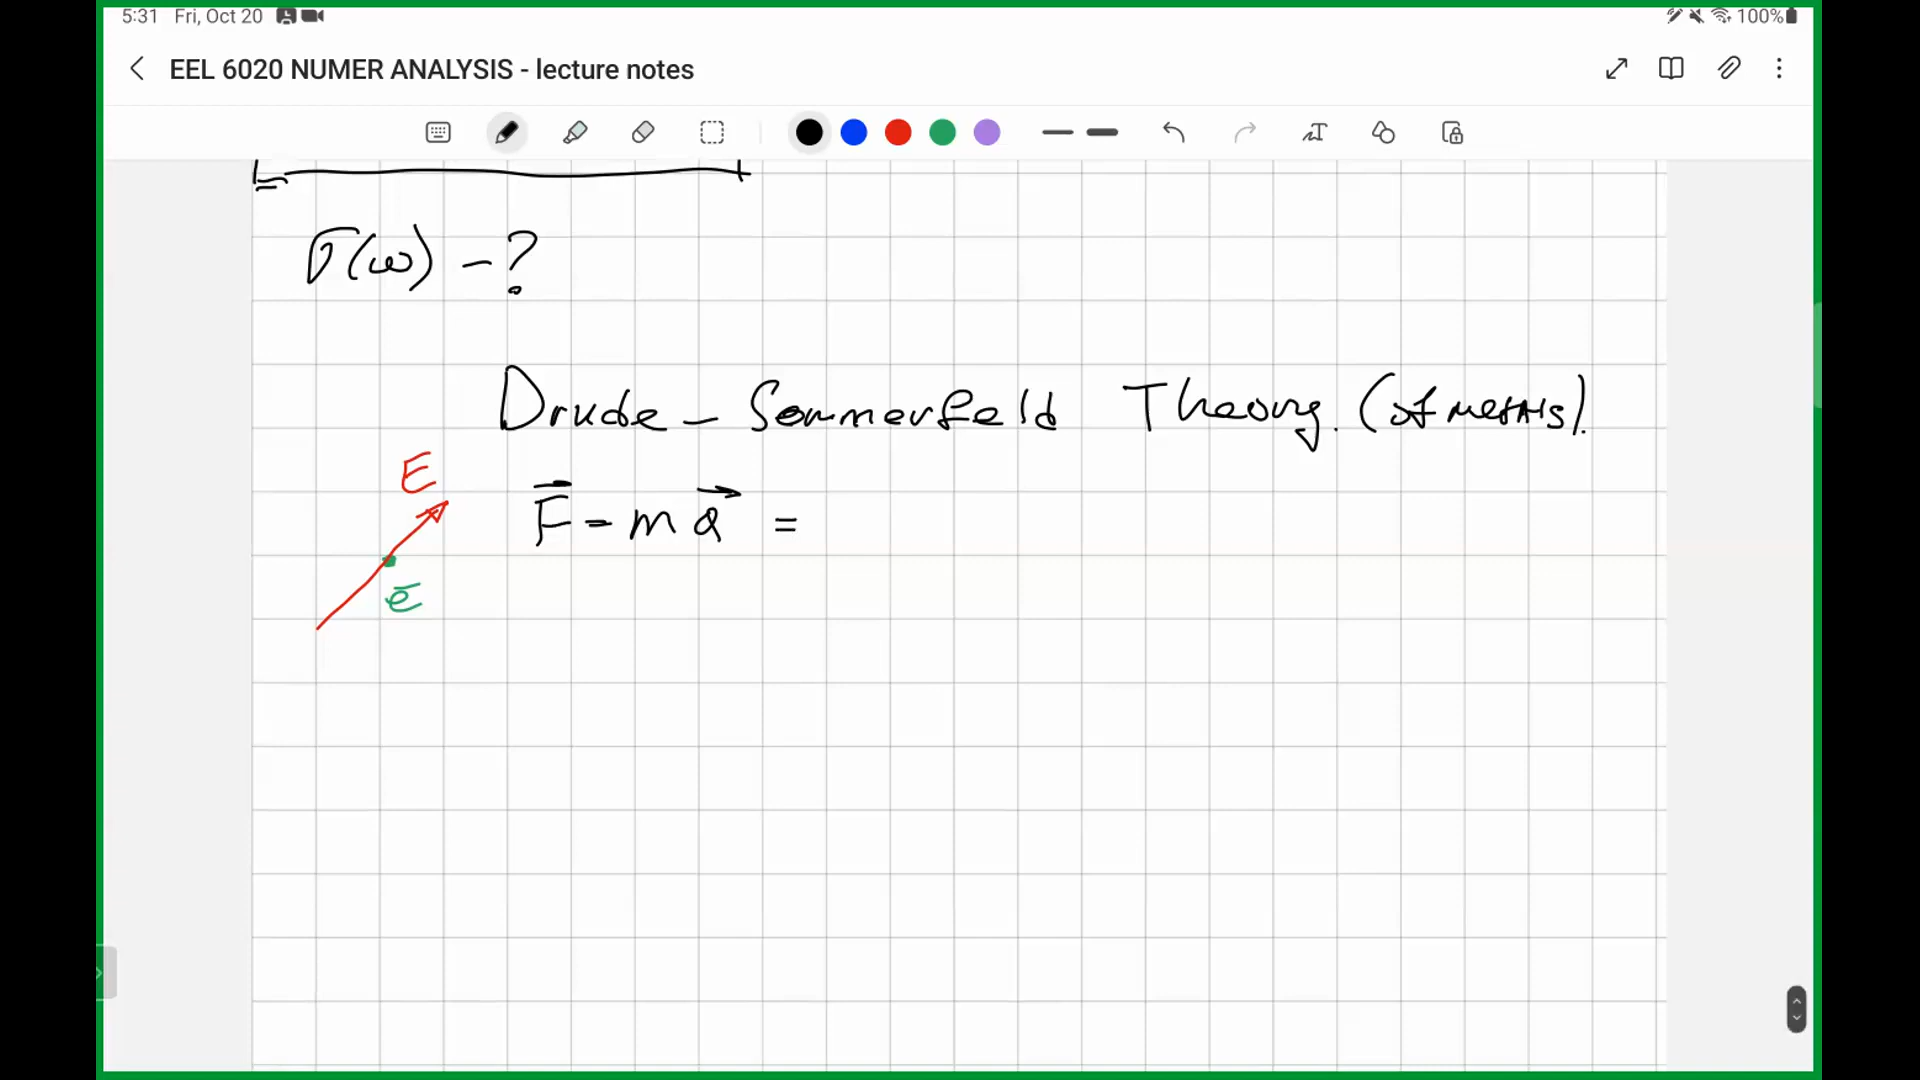 5:31 Fri, Oct 20 100%
EEL 6020 NUMER ANALYSIS - lecture notes
σ(ω) - ?
Drude - Sommerfeld Theory. (of metals).
E
F⃗ = m a⃗ =
ē